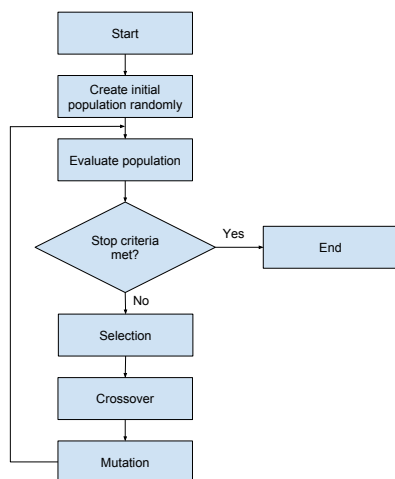 Start
Create initial
population randomly
Evaluate population
Stop criteria
met?
Yes
End
No
Selection
Crossover
Mutation